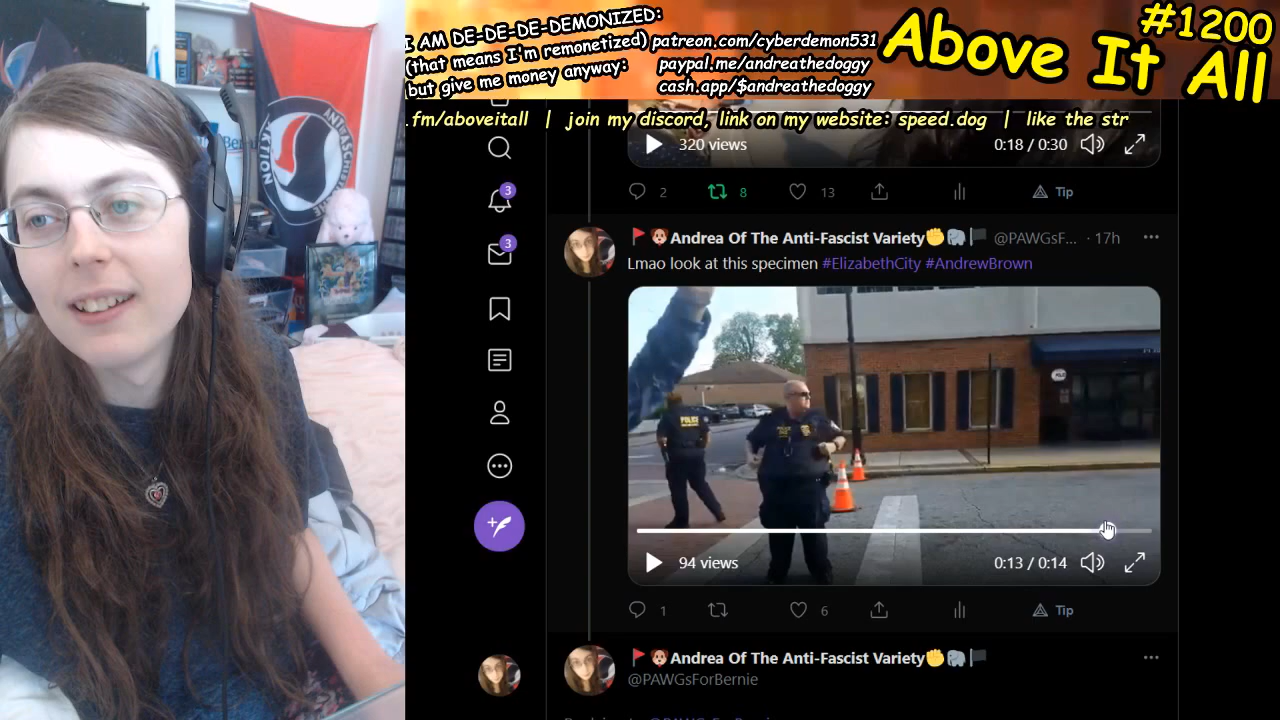 I AM DE-DE-DE-DEMONIZED:
(that means I'm remonetized)
but give me money anyway:
patreon.com/cyberdemon531
paypal.me/andreathedoggy
cash.app/$andreathedoggy
#1200
Above It All
.fm/aboveitall | join my discord, link on my website: speed.dog | like the str
320 views
0:18 / 0:30
2
8
13
Tip
3
3
Andrea Of The Anti-Fascist Variety @PAWGsF... · 17h
Lmao look at this specimen #ElizabethCity #AndrewBrown
POLICE
94 views
0:13 / 0:14
1
6
Tip
Andrea Of The Anti-Fascist Variety
@PAWGsForBernie